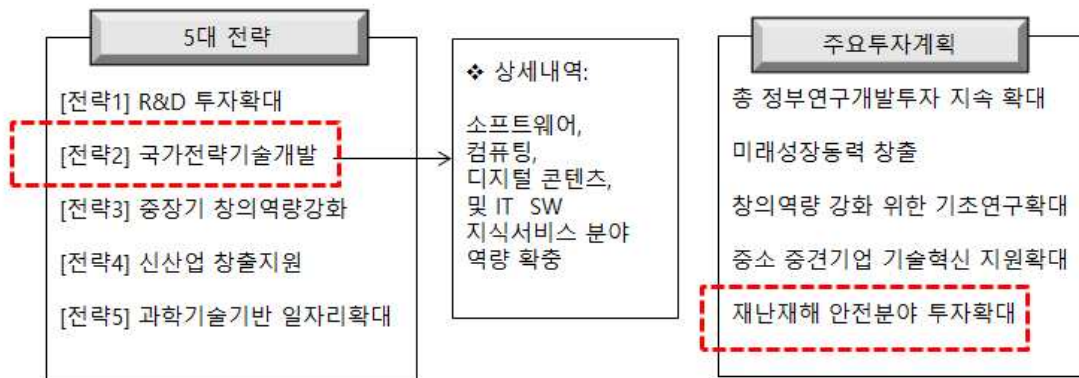 5대 전략
[전략1] R&D 투자확대
[전략2] 국가전략기술개발
[전략3] 중장기 창의역량강화
[전략4] 신산업 창출지원
[전략5] 과학기술기반 일자리확대
❖ 상세내역:
소프트웨어,
컴퓨팅,
디지털 콘텐츠,
및 IT SW
지식서비스 분야
역량 확충
주요투자계획
총 정부연구개발투자 지속 확대
미래성장동력 창출
창의역량 강화 위한 기초연구확대
중소 중견기업 기술혁신 지원확대
재난재해 안전분야 투자확대